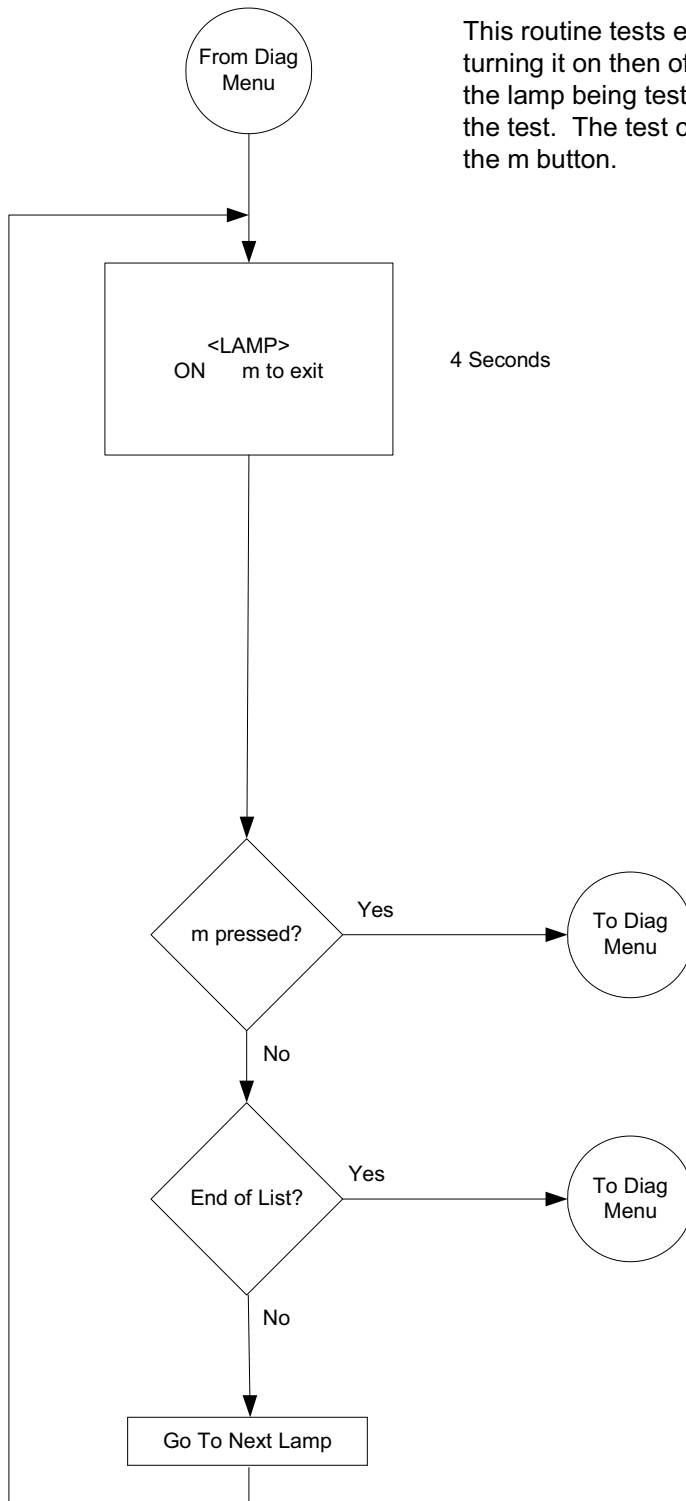 From Diag
Menu
This routine tests
turning it on then
the lamp being
the test. The test
the m button.
<LAMP>
ON m to exit
4 Seconds
m pressed?
Yes
To Diag
Menu
No
End of List?
Yes
To Diag
Menu
No
Go To Next Lamp